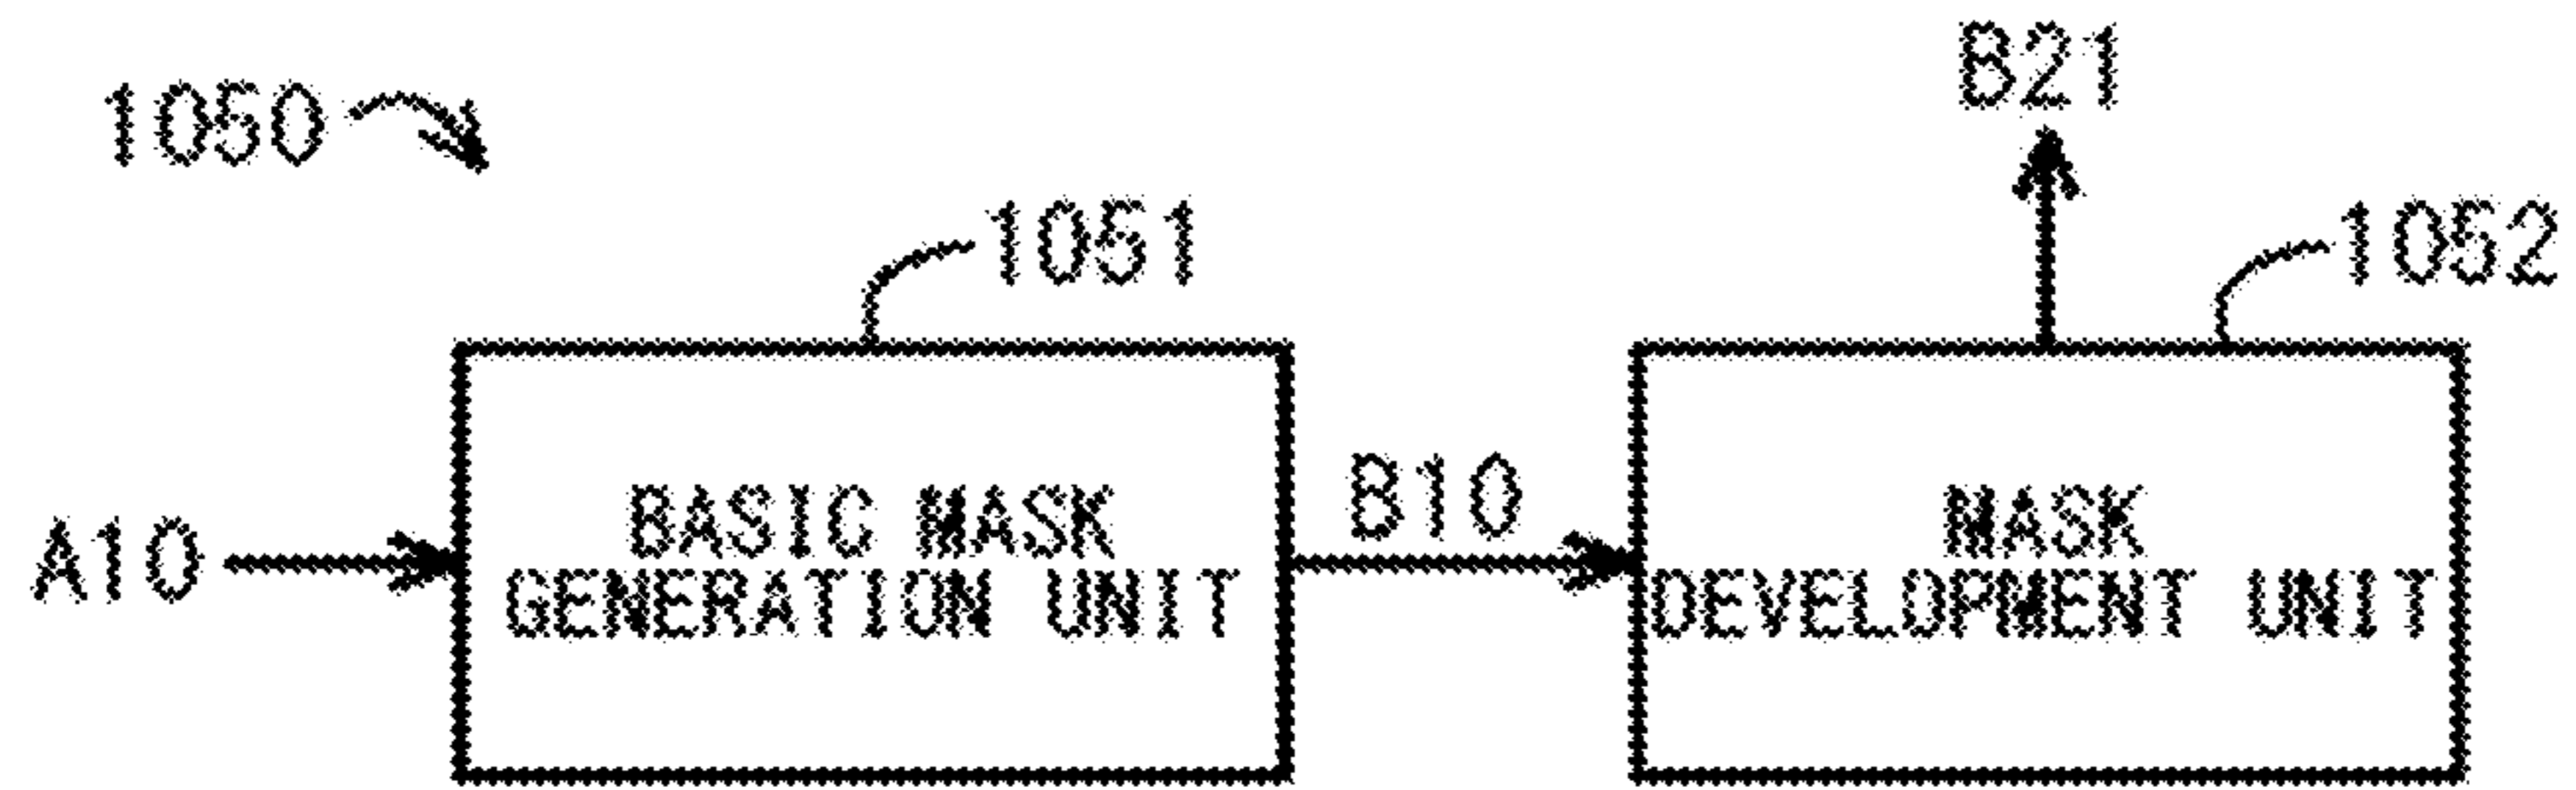 B21
1050
1051
1052
A10
BASIC MASK
GENERATION UNIT
B10
MASK
DEVELOPMENT UNIT